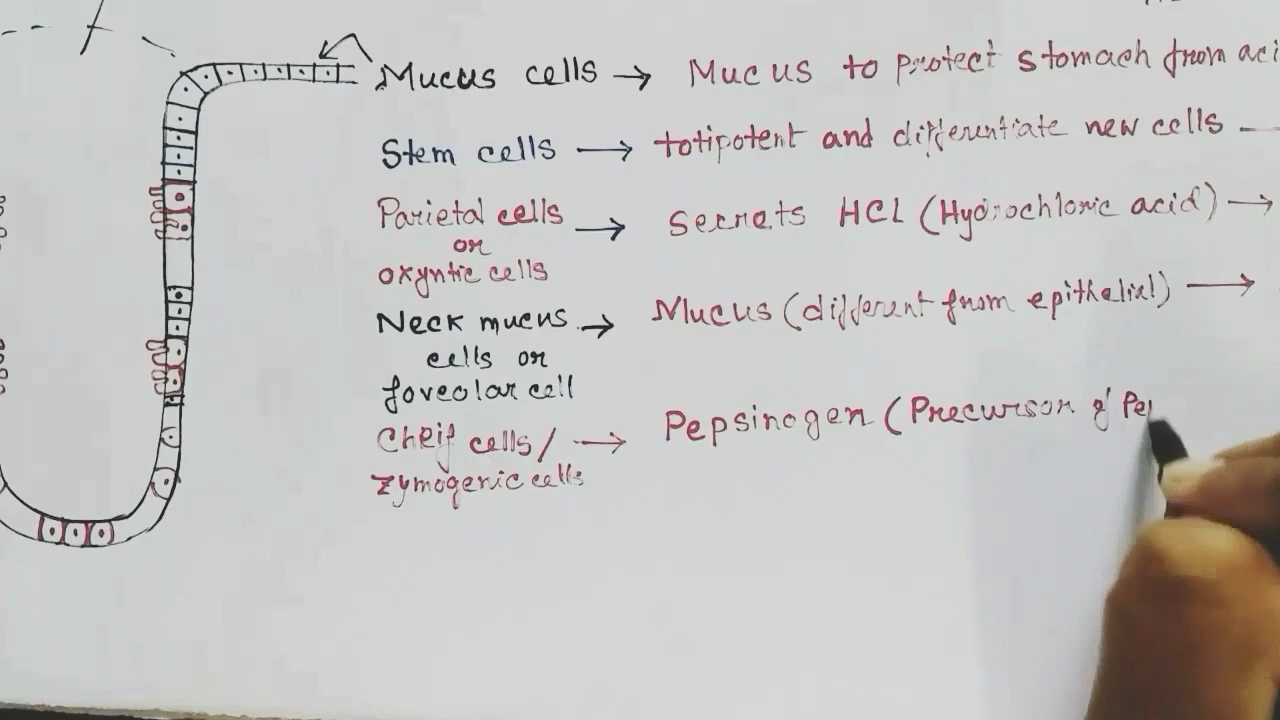 Mucus cells → Mucus to protect stomach from aci
Stem cells → totipotent and differentiate new cells —
Parietal cells → Secrets HCL (Hydrochloric acid) →
or
oxyntic cells
Neck mucus → Mucus (different from epithelial) →
cells or
foveolar cell
Cheif cells/ → Pepsinogen (Precursor of Pe
zymogenic cells